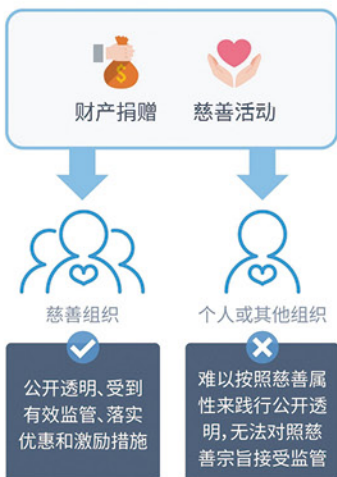 财产捐赠
慈善活动
慈善组织
个人或其他组织
公开透明、受到
有效监管、落实
优惠和激励措施
难以按照慈善属
性来践行公开透
明,无法对照慈
善宗旨接受监管